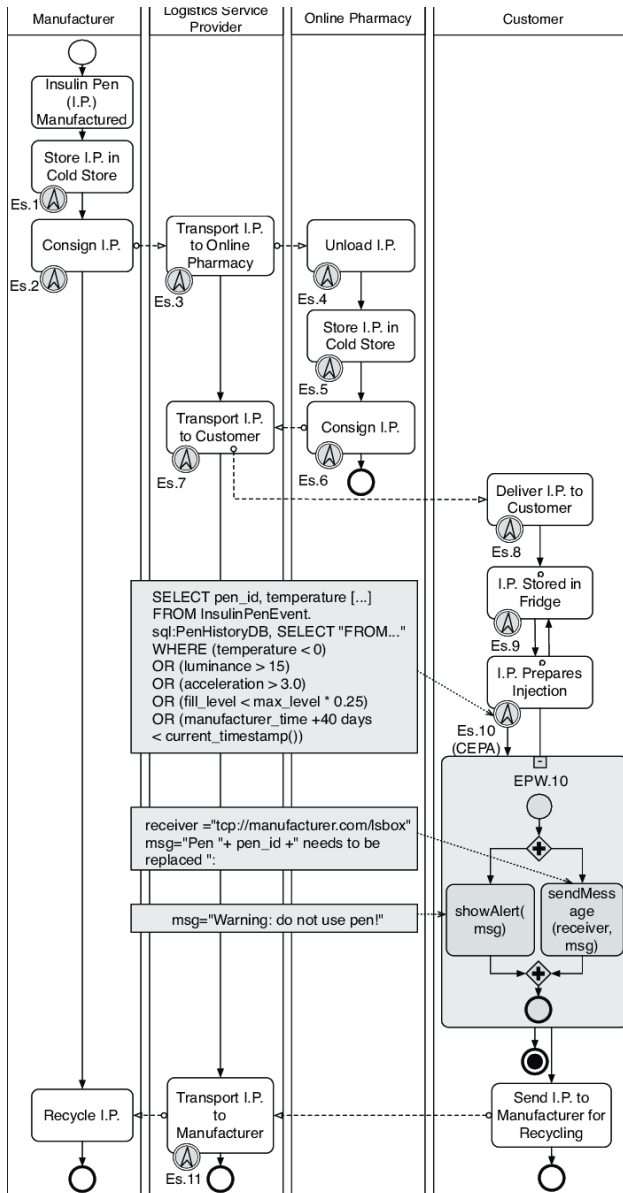 Manufacturer
Logistics Service
Provider
Online Pharmacy
Customer
Insulin Pen
(I.P.)
Manufactured
Store I.P. in
Cold Store
Es.1
Consign I.P.
Es.2
Transport I.P.
to Online
Pharmacy
Es.3
Unload I.P.
Es.4
Store I.P. in
Cold Store
Es.5
Transport I.P.
to Customer
Es.7
Consign I.P.
Es.6
Deliver I.P. to
Customer
Es.8
I.P. Stored in
Fridge
Es.9
I.P. Prepares
Injection
Es.10
(CEPA)
SELECT pen_id, temperature [...]
FROM InsulinPenEvent.
sql:PenHistoryDB, SELECT "FROM..."
WHERE (temperature < 0)
OR (luminance > 15)
OR (acceleration > 3.0)
OR (fill_level < max_level * 0.25)
OR (manufacturer_time +40 days
< current_timestamp())
EPW.10
receiver ="tcp://manufacturer.com/lsbox"
msg="Pen "+ pen_id +" needs to be
replaced ":
msg="Warning: do not use pen!"
showAlert(
msg)
sendMess
age
(receiver,
msg)
Recycle I.P.
Transport I.P.
to
Manufacturer
Es.11
Send I.P. to
Manufacturer for
Recycling